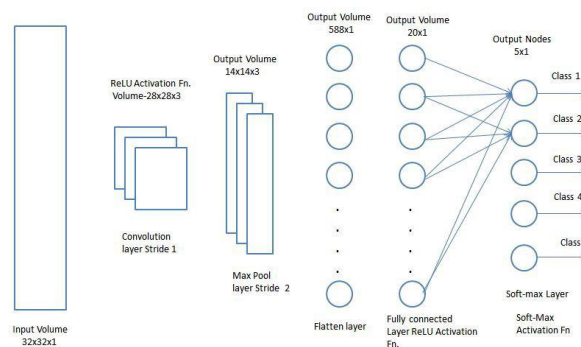 Input Volume
32x32x1
ReLU Activation Fn.
Volume-28x28x3
Convolution
layer Stride 1
Output Volume
14x14x3
Max Pool
layer Stride 2
Output Volume
588x1
Flatten layer
Output Volume
20x1
Fully connected
Layer ReLU Activation
Fn.
Output Nodes
5x1
Class 1
Class 2
Class 3
Class 4
Class
Soft-max Layer
Soft-Max
Activation Fn